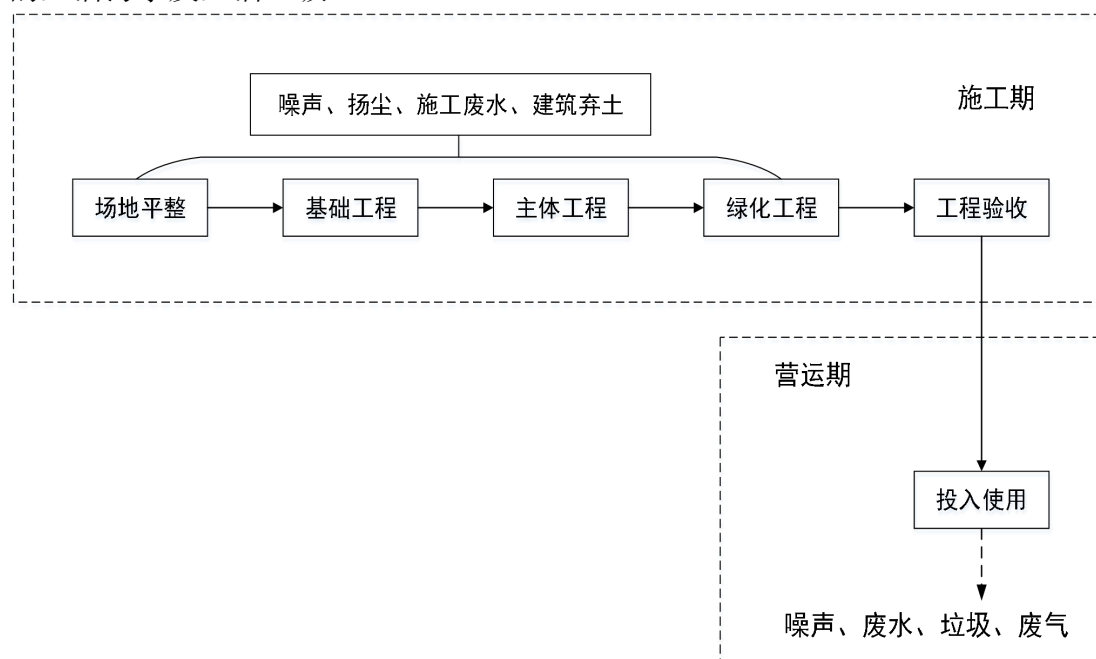 噪声、扬尘、施工废水、建筑弃土
施工期
场地平整
基础工程
主体工程
绿化工程
工程验收
营运期
投入使用
噪声、废水、垃圾、废气